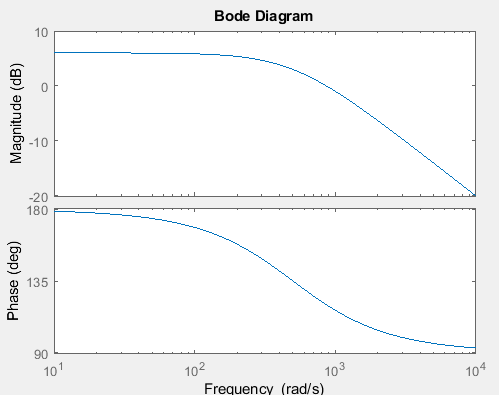 Bode Diagram
Magnitude (dB)
10
0
-10
-20
Phase (deg)
180
135
90
10^1 10^2 10^3 10^4
Frequency (rad/s)